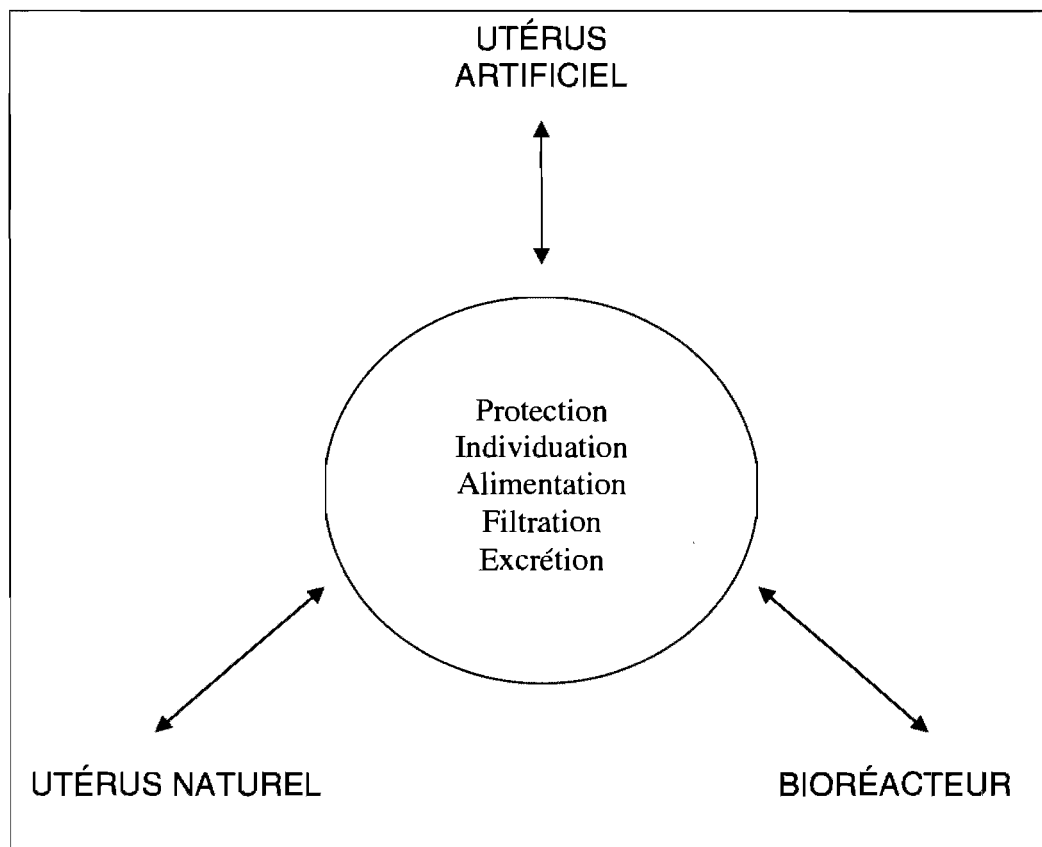 UTÉRUS
ARTIFICIEL
Protection
Individuation
Alimentation
Filtration
Excrétion
UTÉRUS NATUREL
BIORÉACTEUR